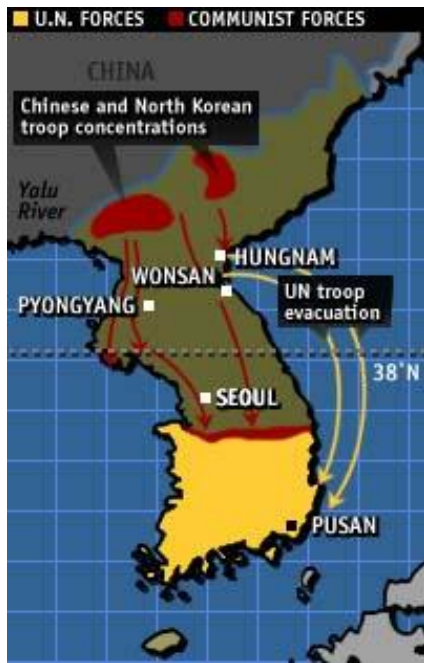 U.N. FORCES
COMMUNIST FORCES
CHINA
Chinese and North Korean
troop concentrations
Yalu
River
HUNGNAM
WONSAN
PYONGYANG
UN troop
evacuation
38°N
SEOUL
PUSAN